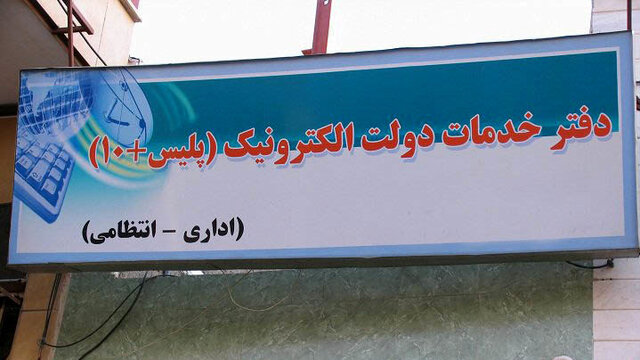 دفتر خدمات دولت الکترونیک (پلیس+۱۰)
(اداری - انتظامی)